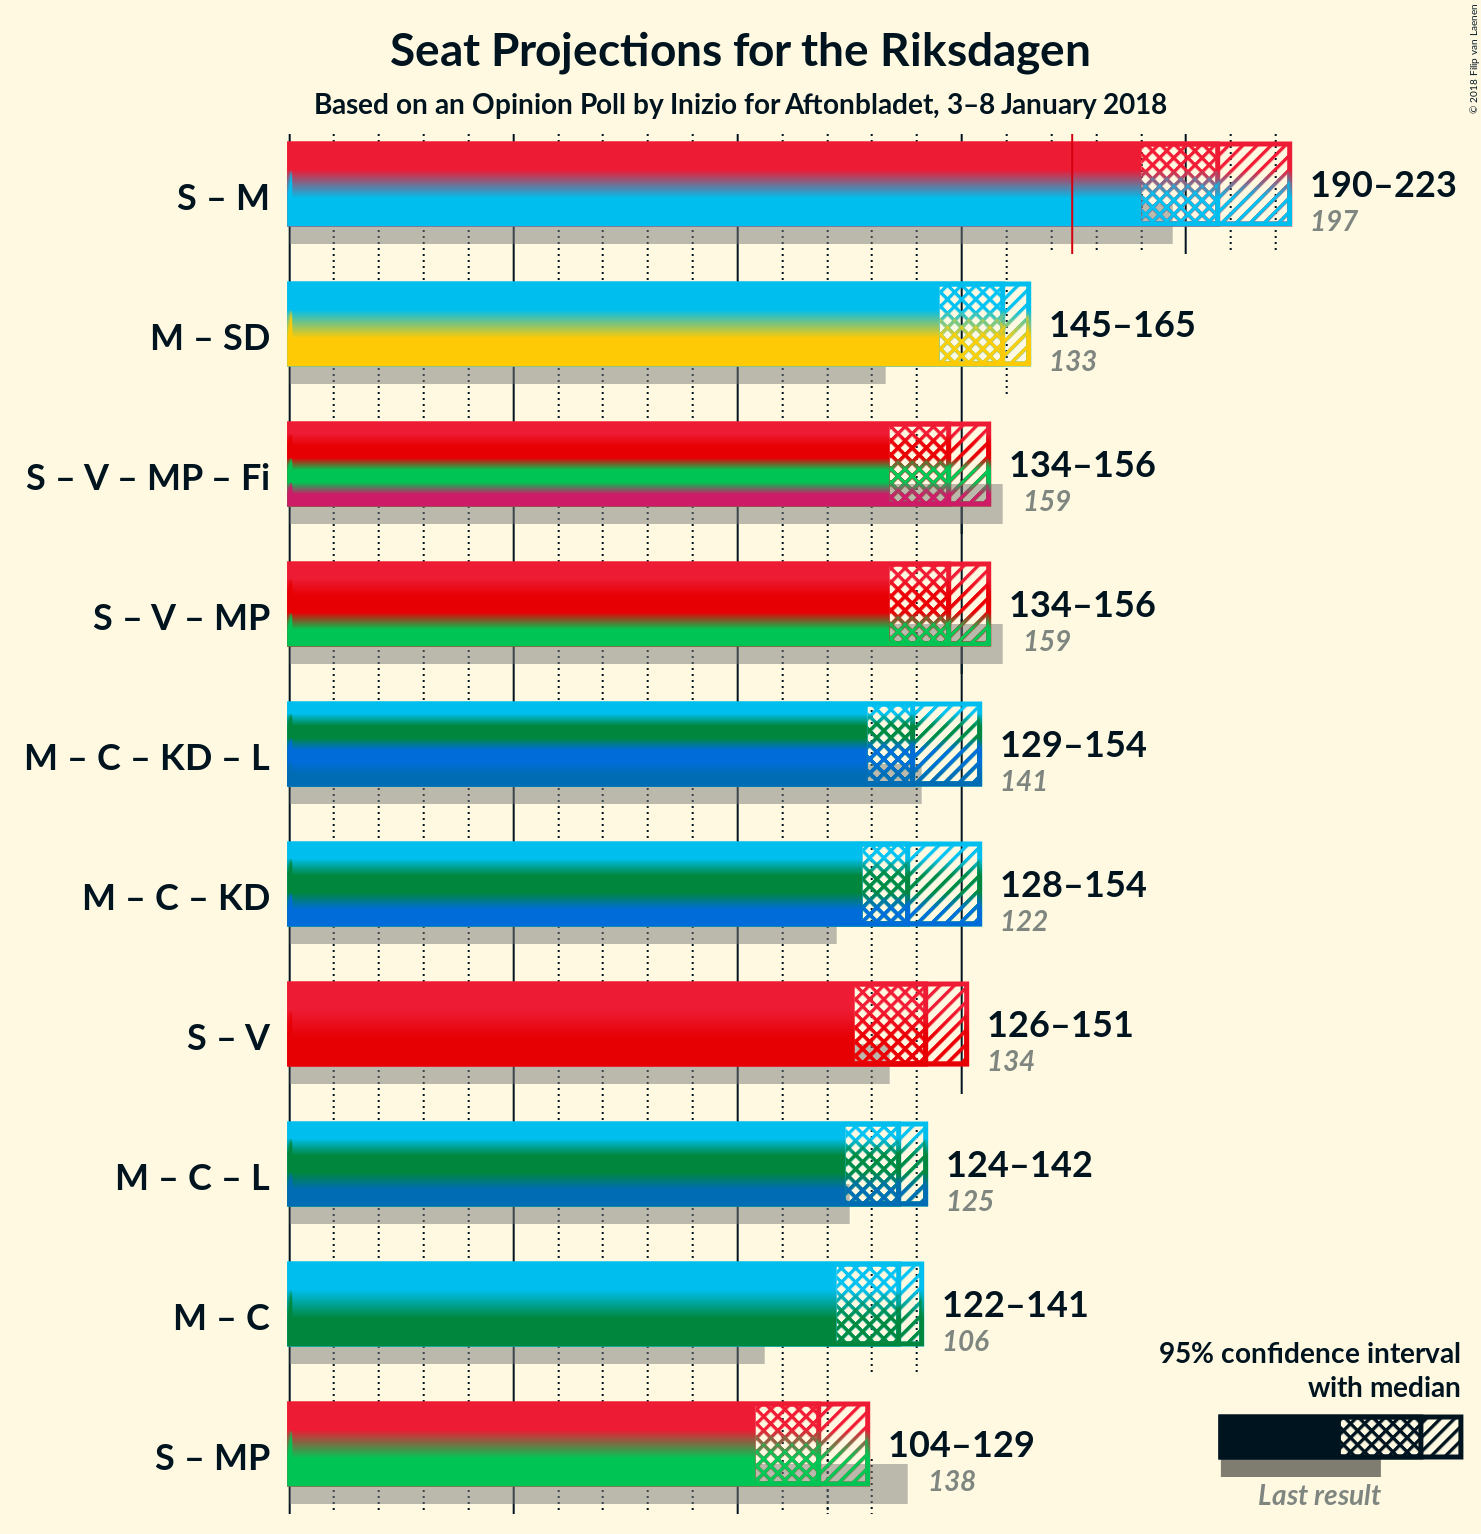 Seat Projections for the Riksdagen
Based on an Opinion Poll by Inizio for Aftonbladet, 3–8 January 2018
© 2018 Filip van Laenen
S – M
190–223
197
M – SD
145–165
133
S – V – MP – Fi
134–156
159
S – V – MP
134–156
159
M – C – KD – L
129–154
141
M – C – KD
128–154
122
S – V
126–151
134
M – C – L
124–142
125
M – C
122–141
106
S – MP
104–129
138
95% confidence interval
with median
Last result